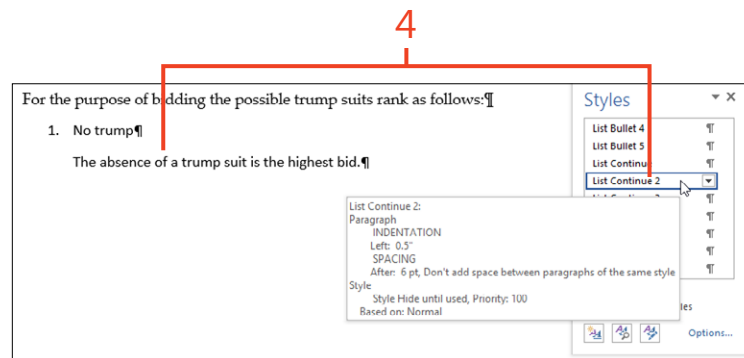 4
For the purpose of bidding the possible trump suits rank as follows:¶
1. No trump¶
The absence of a trump suit is the highest bid.¶
Styles
List Bullet 4 ¶
List Bullet 5 ¶
List Continue ¶
List Continue 2
¶
¶
¶
¶
¶
List Continue 2:
Paragraph
INDENTATION
Left: 0.5"
SPACING
After: 6 pt, Don't add space between paragraphs of the same style
Style
Style Hide until used, Priority: 100
Based on: Normal
Options...